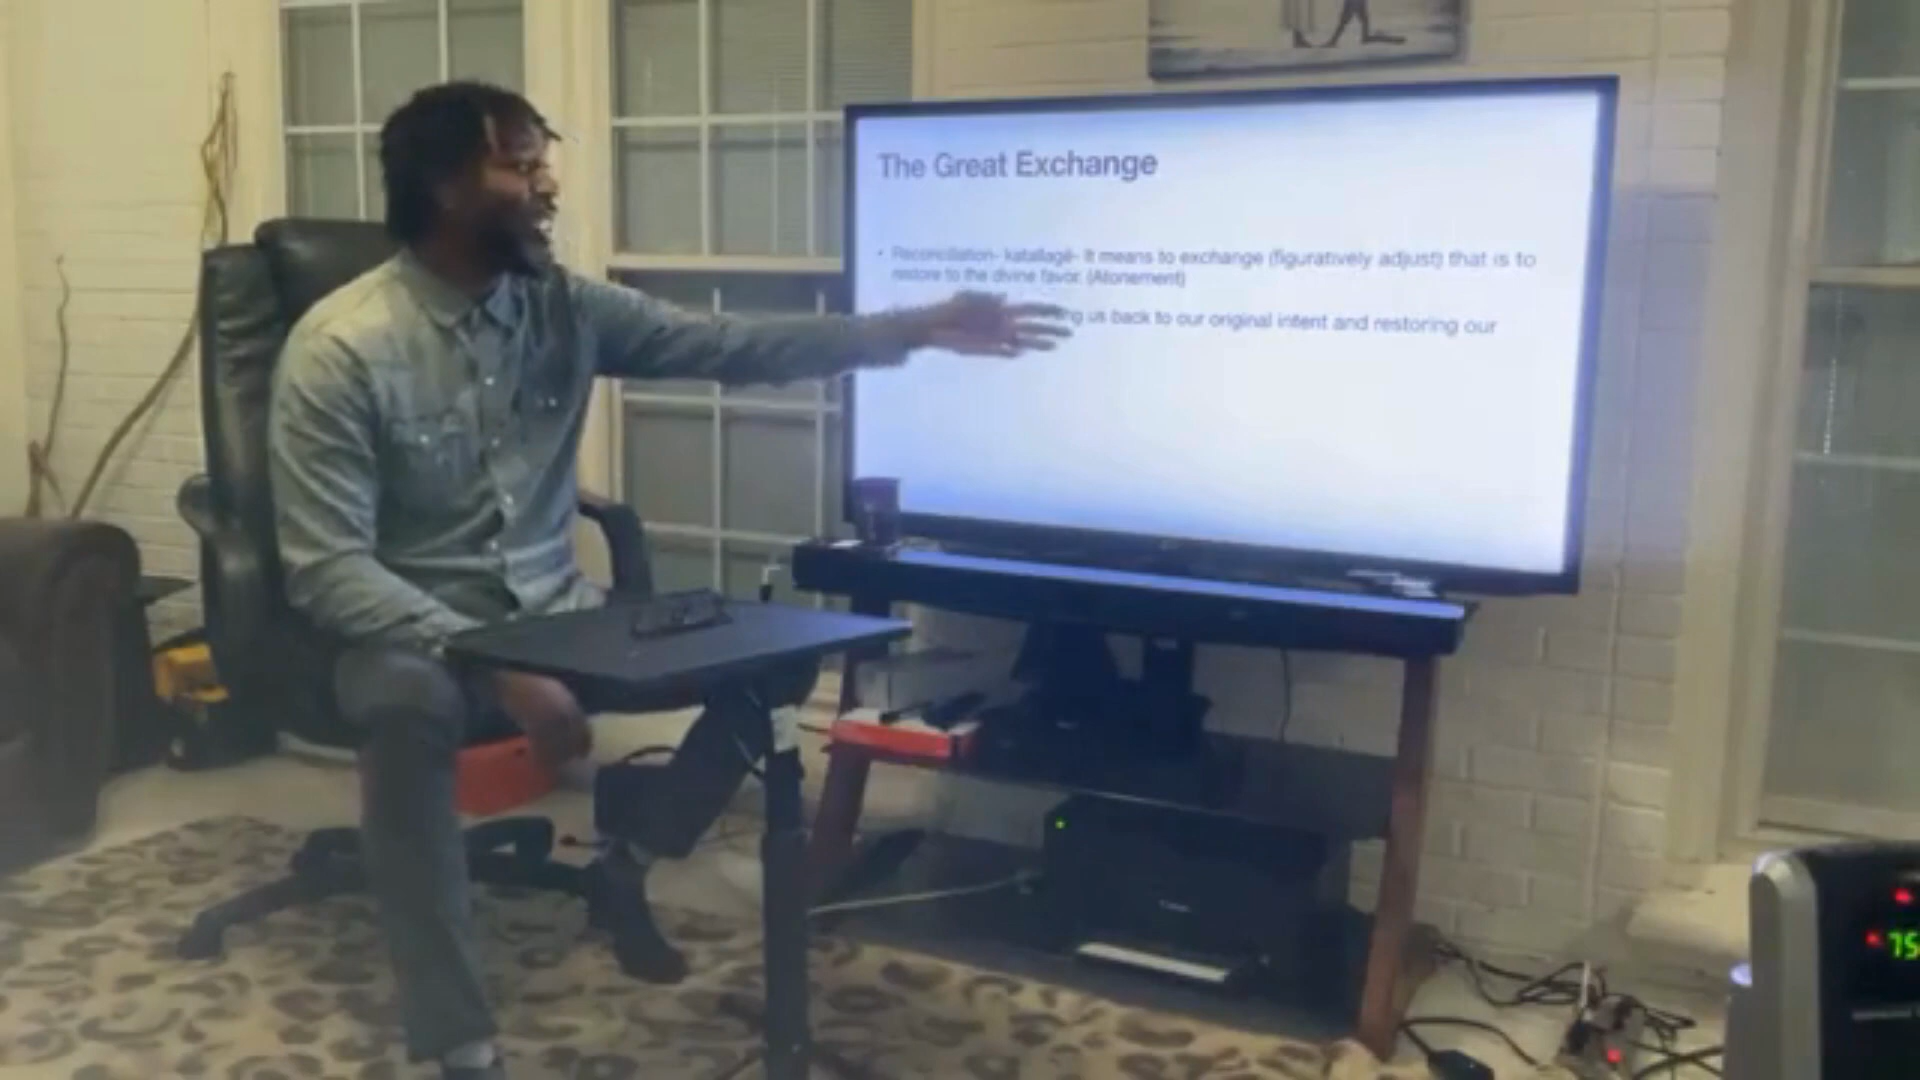 The Great Exchange
• Reconciliation- katallagē- It means to exchange (figuratively adjust) that is to
restore to the divine favor. (Atonement)
us back to our original intent and restoring our
75